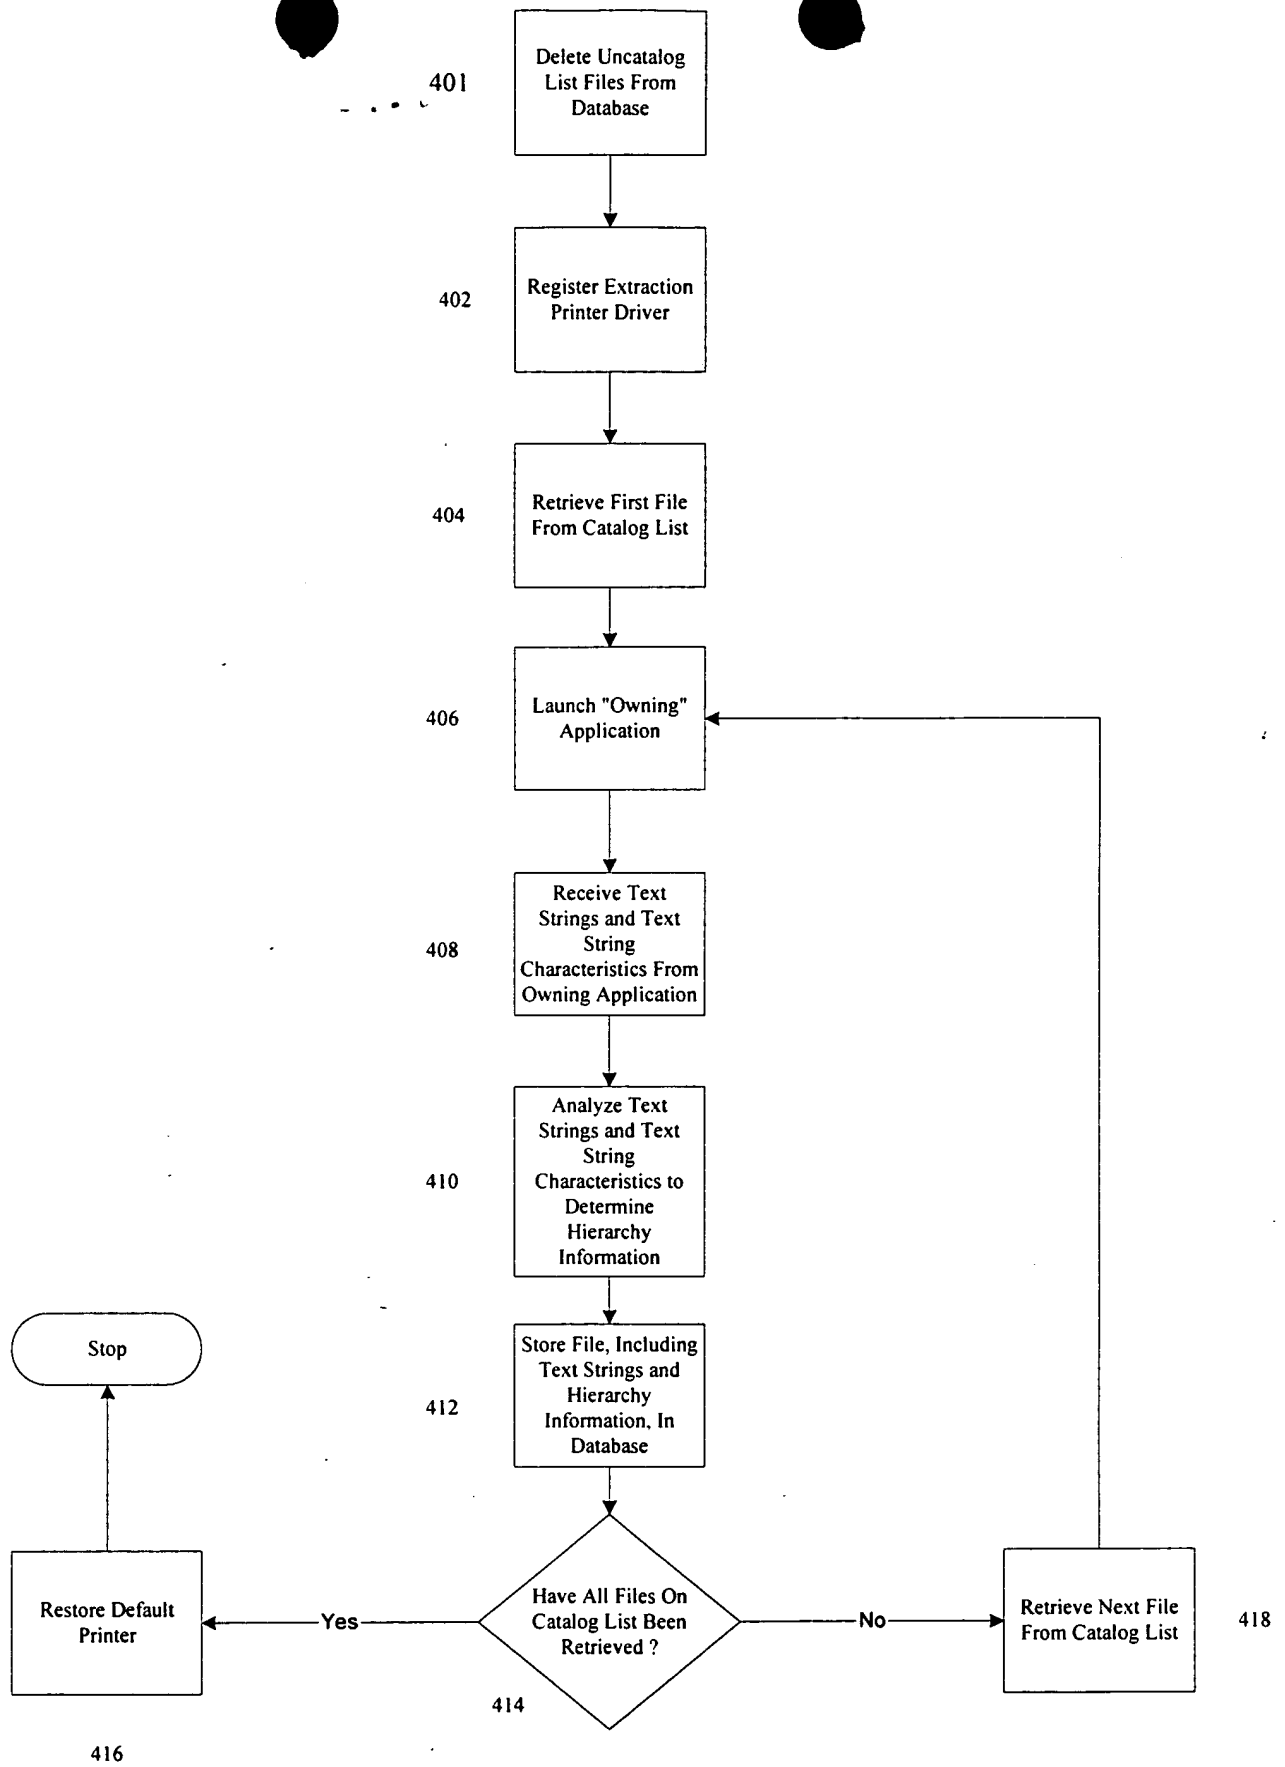 401
Delete Uncatalog
List Files From
Database
402
Register Extraction
Printer Driver
404
Retrieve First File
From Catalog List
406
Launch "Owning"
Application
408
Receive Text
Strings and Text
String
Characteristics From
Owning Application
410
Analyze Text
Strings and Text
String
Characteristics to
Determine
Hierarchy
Information
412
Store File, Including
Text Strings and
Hierarchy
Information, In
Database
Have All Files On
Catalog List Been
Retrieved ?
414
Yes
No
Stop
Restore Default
Printer
416
Retrieve Next File
From Catalog List
418